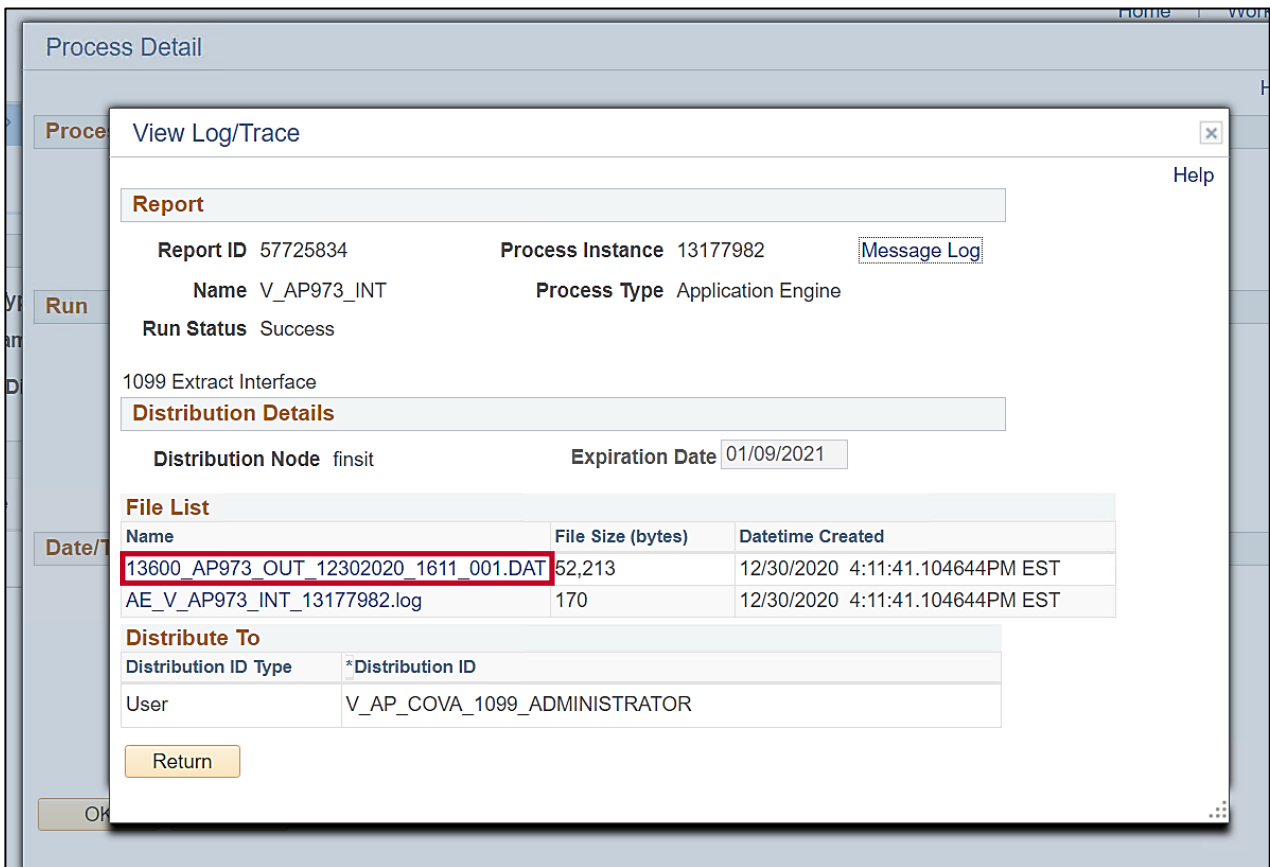 Home | Work
Process Detail
H
Proces
View Log/Trace
Help
Report
Report ID 57725834 Process Instance 13177982 Message Log
Name V_AP973_INT Process Type Application Engine
Run
Run Status Success
1099 Extract Interface
Distribution Details
Distribution Node finsit Expiration Date 01/09/2021
File List
Name File Size (bytes) Datetime Created
Date/T
13600_AP973_OUT_12302020_1611_001.DAT 52,213 12/30/2020 4:11:41.104644PM EST
AE_V_AP973_INT_13177982.log 170 12/30/2020 4:11:41.104644PM EST
Distribute To
Distribution ID Type *Distribution ID
User V_AP_COVA_1099_ADMINISTRATOR
Return
OK